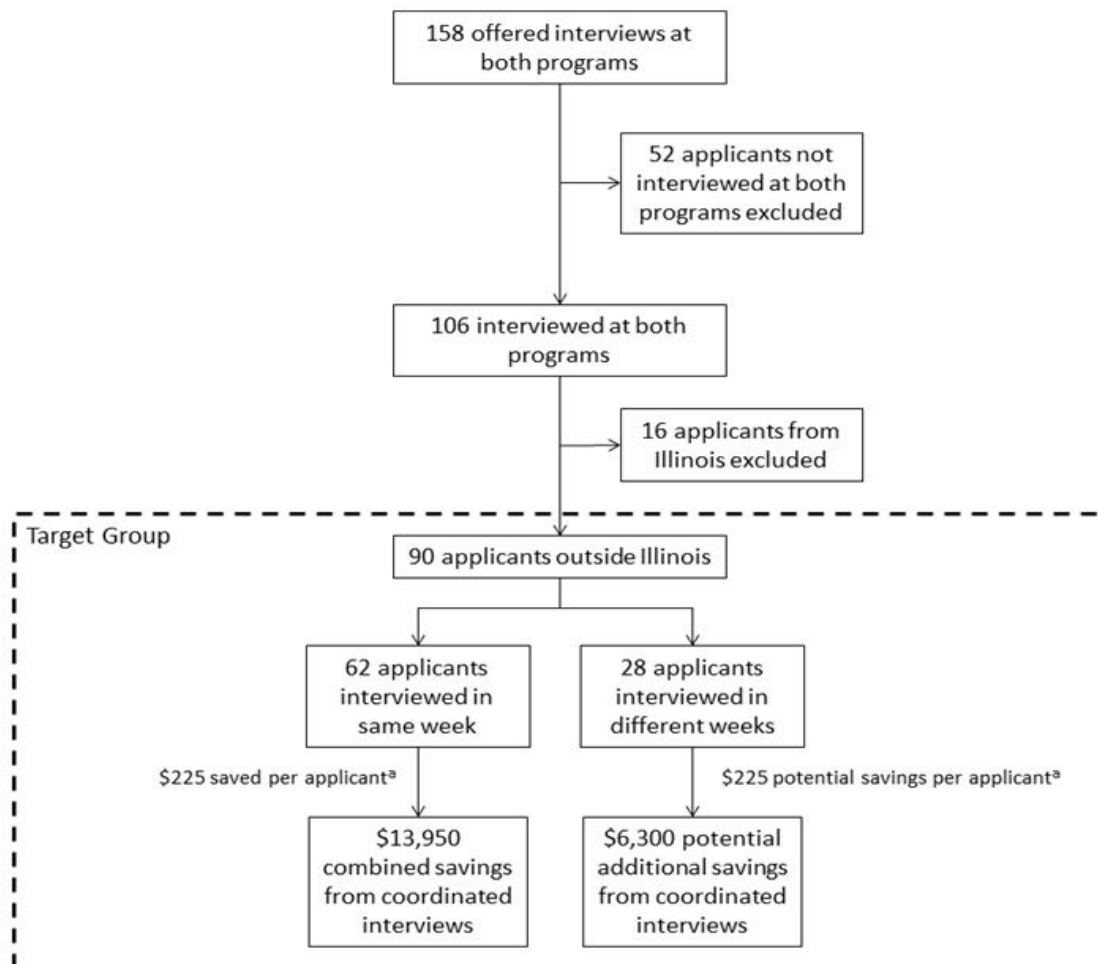 158 offered interviews at
both programs
52 applicants not
interviewed at both
programs excluded
106 interviewed at both
programs
16 applicants from
Illinois excluded
Target Group
90 applicants outside Illinois
62 applicants
interviewed in
same week
28 applicants
interviewed in
different weeks
$225 saved per applicantᵃ
$225 potential savings per applicantᵃ
$13,950
combined savings
from coordinated
interviews
$6,300 potential
additional savings
from coordinated
interviews